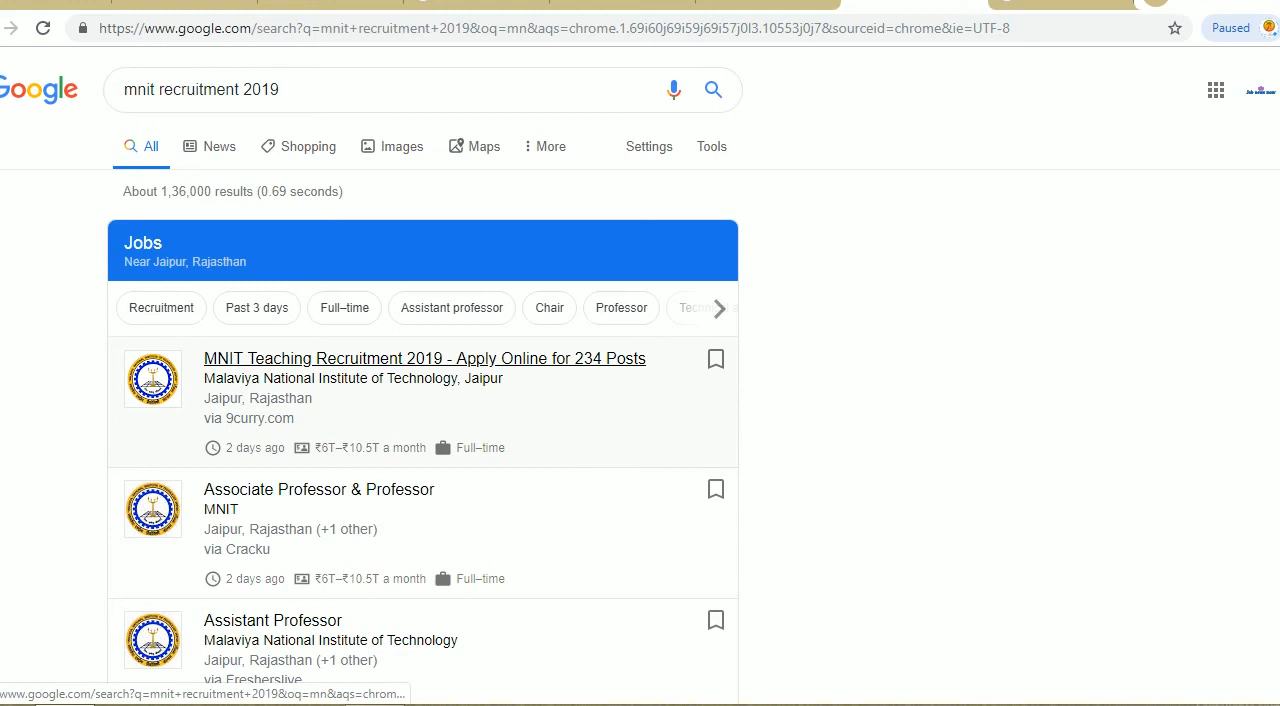 https://www.google.com/search?q=mnit+recruitment+2019&oq=mn&aqs=chrome.1.69i60j69i59j69i57j0l3.10553j0j7&sourceid=chrome&ie=UTF-8
Paused
Google
mnit recruitment 2019
All News Shopping Images Maps More Settings Tools
About 1,36,000 results (0.69 seconds)
Jobs
Near Jaipur, Rajasthan
Recruitment Past 3 days Full–time Assistant professor Chair Professor
MNIT Teaching Recruitment 2019 - Apply Online for 234 Posts
Malaviya National Institute of Technology, Jaipur
Jaipur, Rajasthan
via 9curry.com
2 days ago ₹6T–₹10.5T a month Full–time
Associate Professor & Professor
MNIT
Jaipur, Rajasthan (+1 other)
via Cracku
2 days ago ₹6T–₹10.5T a month Full–time
Assistant Professor
Malaviya National Institute of Technology
Jaipur, Rajasthan (+1 other)
via Fresherslive
www.google.com/search?q=mnit+recruitment+2019&oq=mn&aqs=chrom...